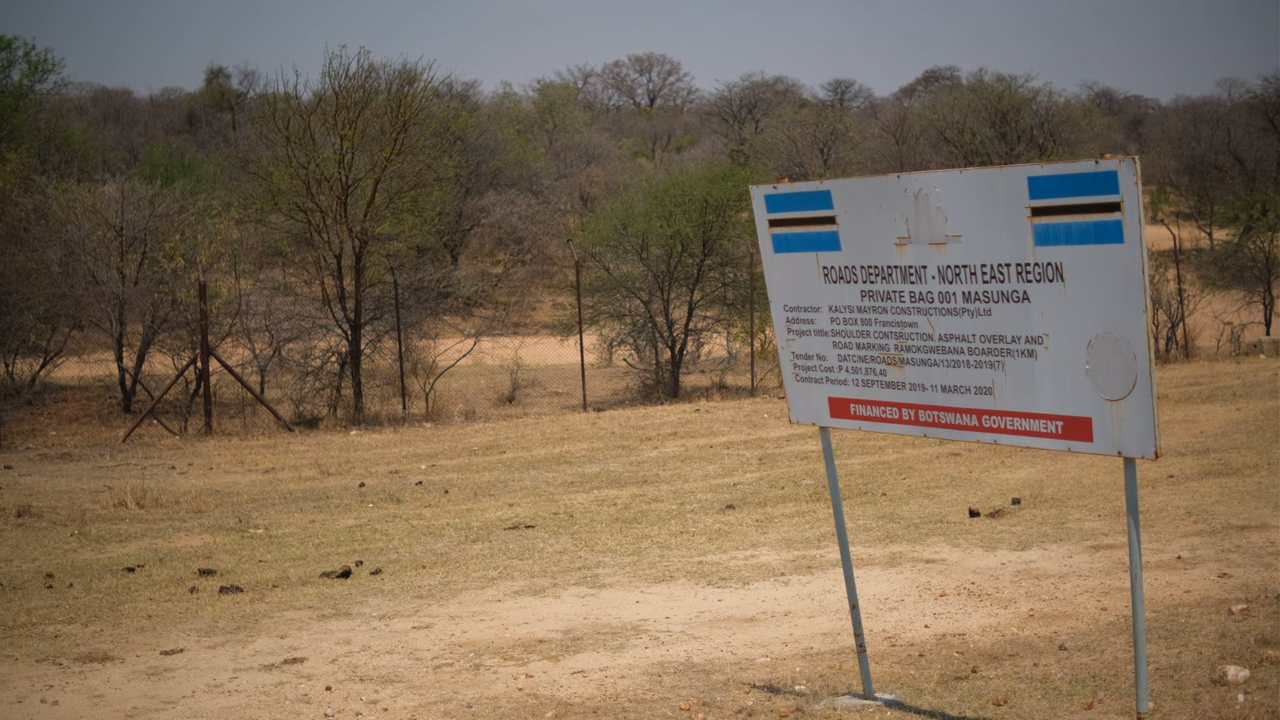 ROADS DEPARTMENT - NORTH EAST REGION
PRIVATE BAG 001 MASUNGA
Contractor: KALYSI MAYRON CONSTRUCTIONS(Pty)Ltd
Address: PO BOX 800 Francistown
Project tiitle: SHOULDER CONTSRUCTION, ASPHALT OVERLAY AND
ROAD MARKING RAMOKGWEBANA BOARDER(1KM)
Tender No: DATC/NE/ROADS/MASUNGA/13/2018-2019(7)
Project Cost :P 4,501,876,40
Contract Period: 12 SEPTEMBER 2019- 11 MARCH 2020
FINANCED BY BOTSWANA GOVERNMENT